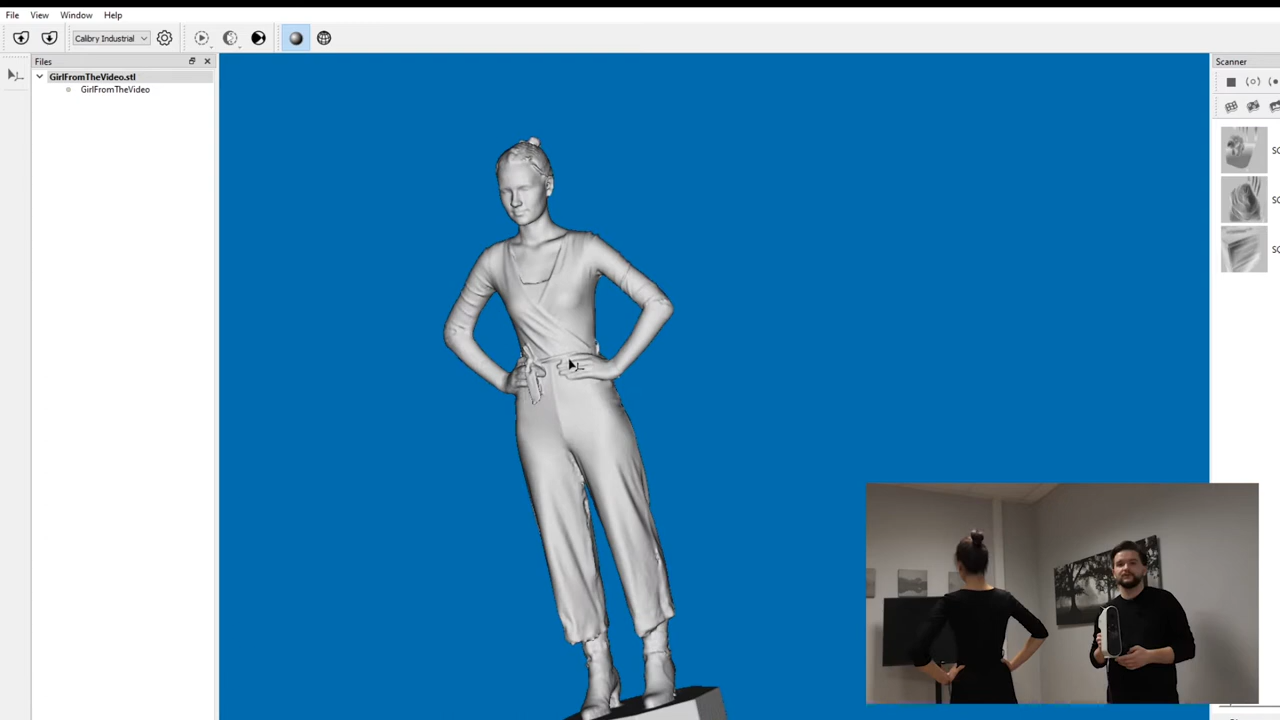 File View Window Help
Calibry Industrial
Files
GirlFromTheVideo.stl
GirlFromTheVideo
Scanner